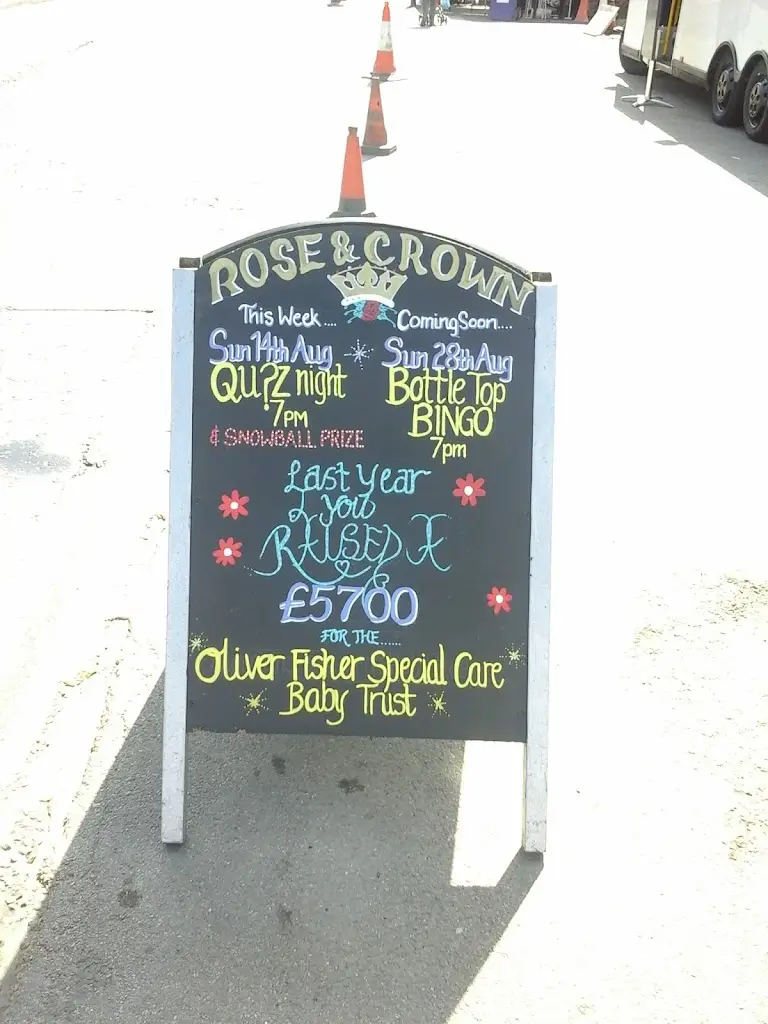 ROSE & CROWN
This Week....
Sun 14th Aug
QU?Z night
7PM
& SNOWBALL PRIZE
Coming Soon....
Sun 28th Aug
Bottle Top
BINGO
7pm
Last Year
you
RAISED A
£5700
FOR THE......
Oliver Fisher Special Care
Baby Trust